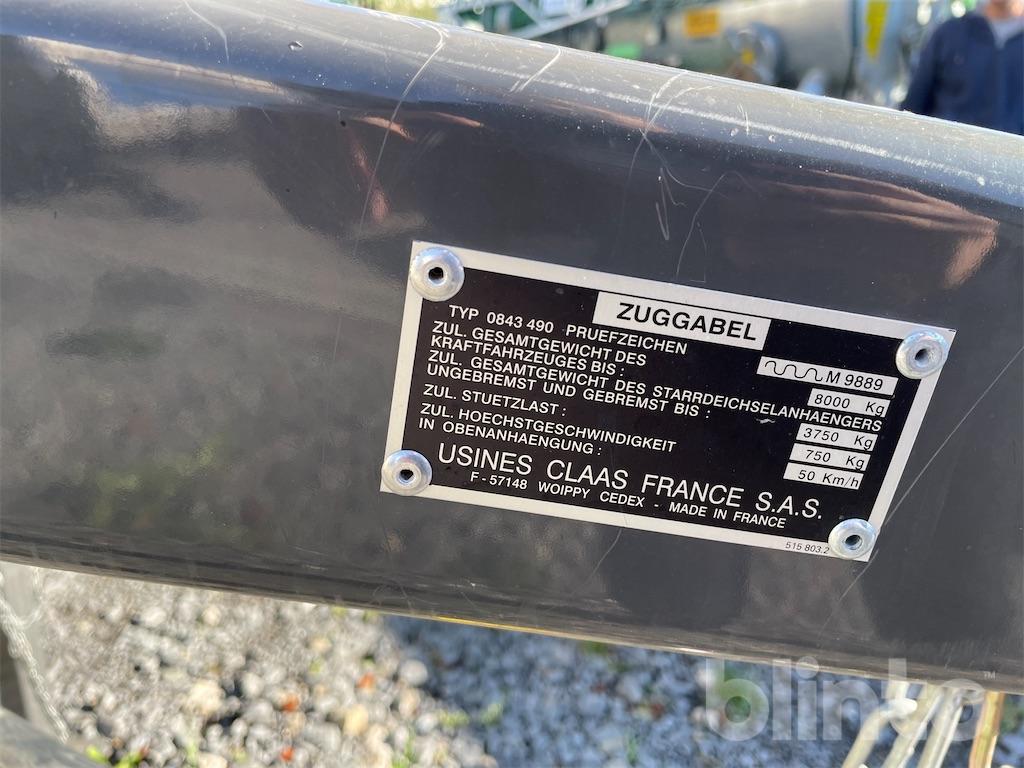 ZUGGABEL
TYP 0843 490 PRUEFZEICHEN
M 9889
ZUL. GESAMTGEWICHT DES
KRAFTFAHRZEUGES BIS :
8000 Kg
ZUL. GESAMTGEWICHT DES STARRDEICHSELANHAENGERS
UNGEBREMST UND GEBREMST BIS :
3750 Kg
ZUL. STUETZLAST :
750 Kg
ZUL. HOECHSTGESCHWINDIGKEIT
IN OBENANHAENGUNG :
50 Km/h
USINES CLAAS FRANCE S.A.S.
F - 57148 WOIPPY CEDEX - MADE IN FRANCE
515 803.2
blinto™